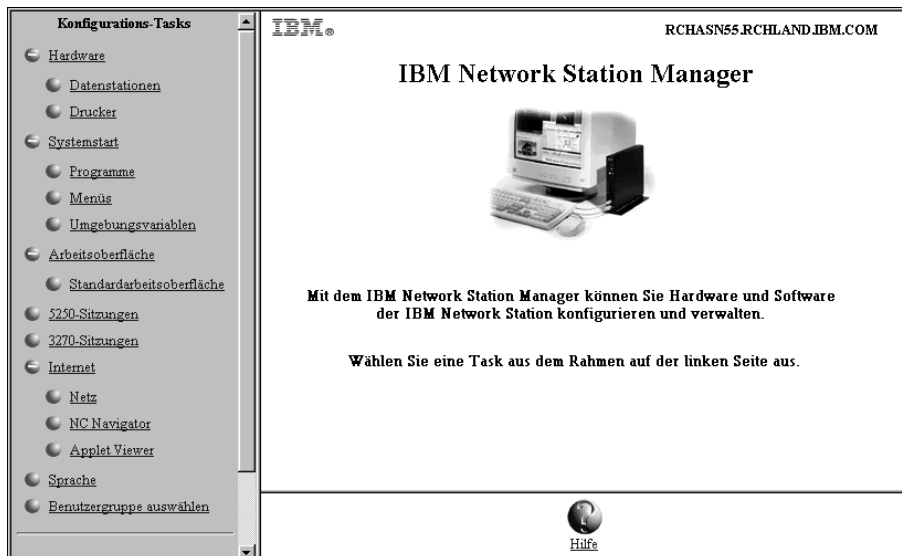 Konfigurations-Tasks
Hardware
Datenstationen
Drucker
Systemstart
Programme
Menüs
Umgebungsvariablen
Arbeitsoberfläche
Standardarbeitsoberfläche
5250-Sitzungen
3270-Sitzungen
Internet
Netz
NC Navigator
Applet Viewer
Sprache
Benutzergruppe auswählen
IBM®
RCHASN55.RCHLAND.IBM.COM
IBM Network Station Manager
Mit dem IBM Network Station Manager können Sie Hardware und Software
der IBM Network Station konfigurieren und verwalten.
Wählen Sie eine Task aus dem Rahmen auf der linken Seite aus.
?
Hilfe